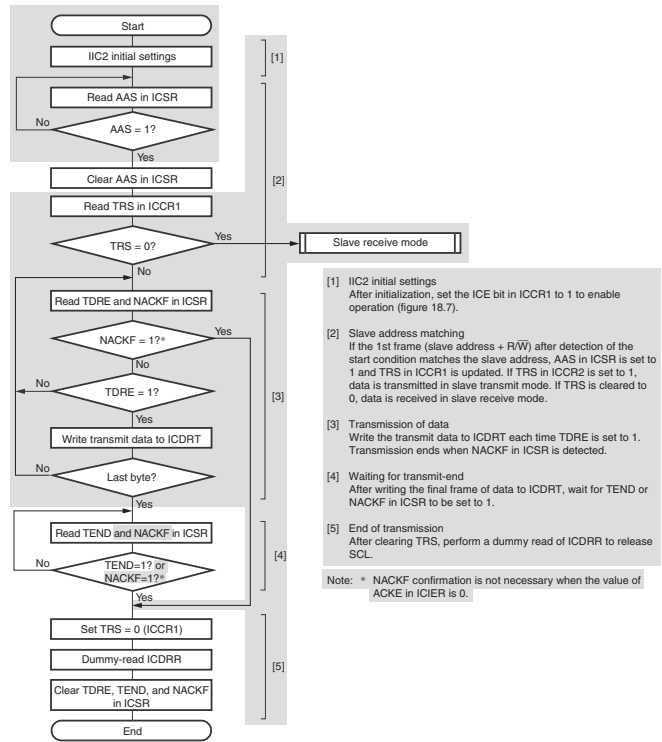 Start
IIC2 initial settings
[1]
Read AAS in ICSR
No
AAS = 1?
Yes
Clear AAS in ICSR
[2]
Read TRS in ICCR1
TRS = 0?
Yes
Slave receive mode
No
Read TDRE and NACKF in ICSR
NACKF = 1?*
Yes
No
TDRE = 1?
No
[3]
Yes
Write transmit data to ICDRT
No
Last byte?
Yes
Read TEND and NACKF in ICSR
[4]
No
TEND=1? or
NACKF=1?*
Yes
Set TRS = 0 (ICCR1)
Dummy-read ICDRR
[5]
Clear TDRE, TEND, and NACKF
in ICSR
End
[1] IIC2 initial settings
After initialization, set the ICE bit in ICCR1 to 1 to enable
operation (figure 18.7).
[2] Slave address matching
If the 1st frame (slave address + R/W̅) after detection of the
start condition matches the slave address, AAS in ICSR is set to
1 and TRS in ICCR1 is updated. If TRS in ICCR2 is set to 1,
data is transmitted in slave transmit mode. If TRS is cleared to
0, data is received in slave receive mode.
[3] Transmission of data
Write the transmit data to ICDRT each time TDRE is set to 1.
Transmission ends when NACKF in ICSR is detected.
[4] Waiting for transmit-end
After writing the final frame of data to ICDRT, wait for TEND or
NACKF in ICSR to be set to 1.
[5] End of transmission
After clearing TRS, perform a dummy read of ICDRR to release
SCL.
Note: * NACKF confirmation is not necessary when the value of
ACKE in ICIER is 0.